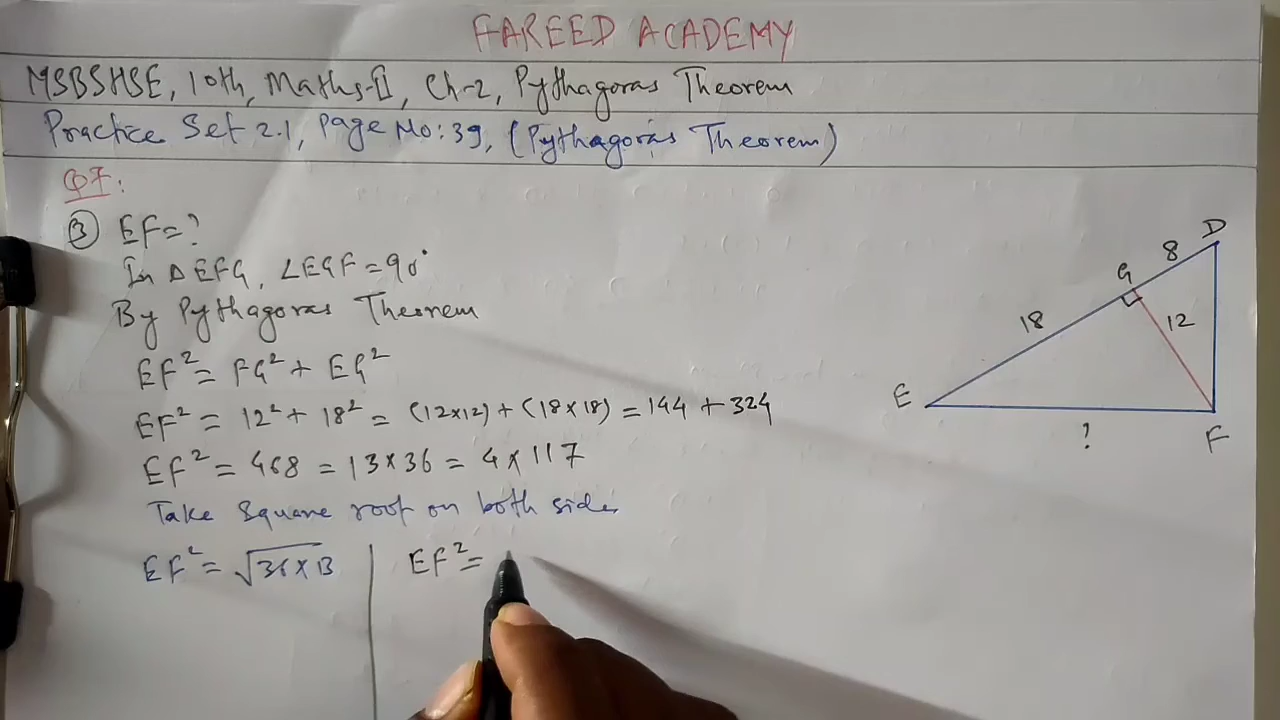 FAREED ACADEMY
MSBSHSE, 10th, Maths-II, Ch-2, Pythagoras Theorem
Practice Set 2.1, Page No: 39, (Pythagoras Theorem)
Q7:
③ EF=?
In △EFG, ∠EGF=90°
By Pythagoras Theorem
EF² = FG² + EG²
EF² = 12² + 18² = (12×12) + (18×18) = 144 + 324
EF² = 468 = 13×36 = 4×117
Take Square root on both sides
EF² = √36×13 | EF² =
D
8
G
18
12
E
?
F